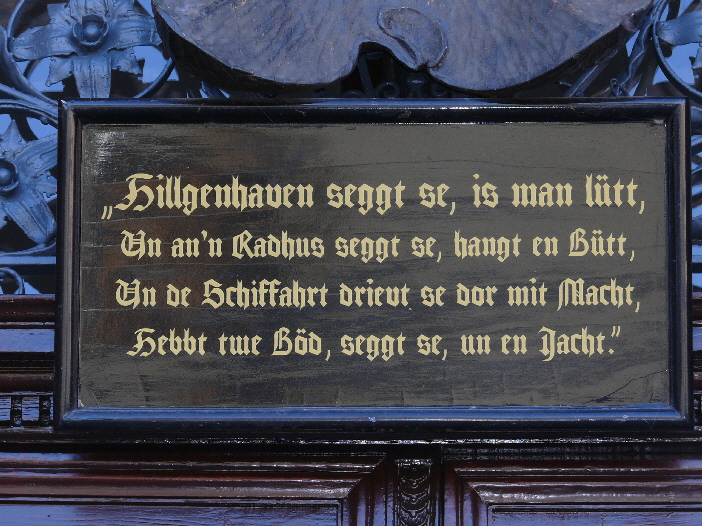 „Hillgenhaven seggt se, is man lütt,
Un an'n Radhus seggt se, hangt en Bütt,
Un de Schiffahrt drievt se dor mit Macht,
Hebbt twe Böd, seggt se, un en Jacht.”